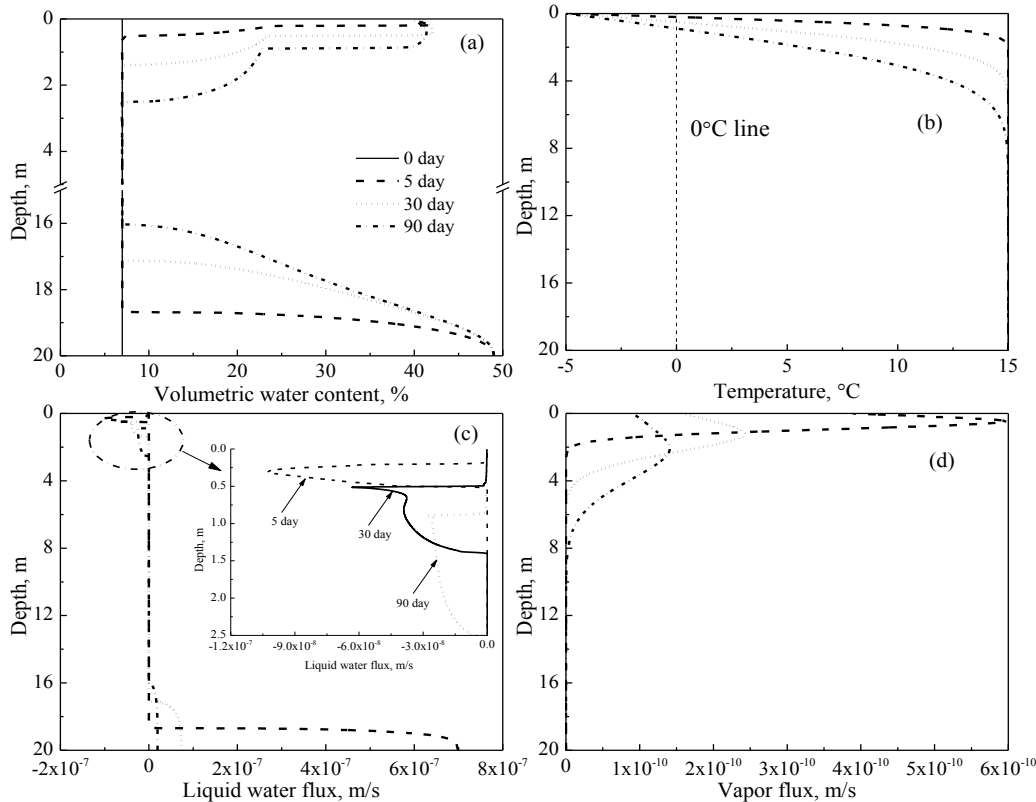 (a)
0
2
4
16
18
20
Depth, m
Depth, m
0 day
5 day
30 day
90 day
0 10 20 30 40 50
Volumetric water content, %
(b)
0°C line
0
4
8
12
16
20
Depth, m
-5 0 5 10 15
Temperature, °C
(c)
0
4
8
12
16
20
Depth, m
0.0
0.5
1.0
1.5
2.0
2.5
Depth, m
5 day
30 day
90 day
-1.2x10⁻⁷ -9.0x10⁻⁸ -6.0x10⁻⁸ -3.0x10⁻⁸ 0.0
Liquid water flux, m/s
-2x10⁻⁷ 0 2x10⁻⁷ 4x10⁻⁷ 6x10⁻⁷ 8x10⁻⁷
Liquid water flux, m/s
(d)
0
4
8
12
16
20
Depth, m
0 1x10⁻¹⁰ 2x10⁻¹⁰ 3x10⁻¹⁰ 4x10⁻¹⁰ 5x10⁻¹⁰ 6x10⁻¹⁰
Vapor flux, m/s